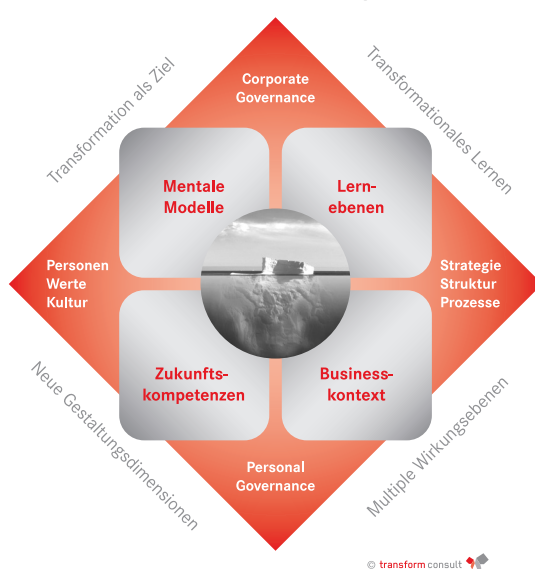 Transformation als Ziel
Transformationales Lernen
Corporate
Governance
Mentale
Modelle
Lern-
ebenen
Personen
Werte
Kultur
Strategie
Struktur
Prozesse
Zukunfts-
kompetenzen
Business-
kontext
Neue Gestaltungsdimensionen
Multiple Wirkungsebenen
Personal
Governance
© transform consult